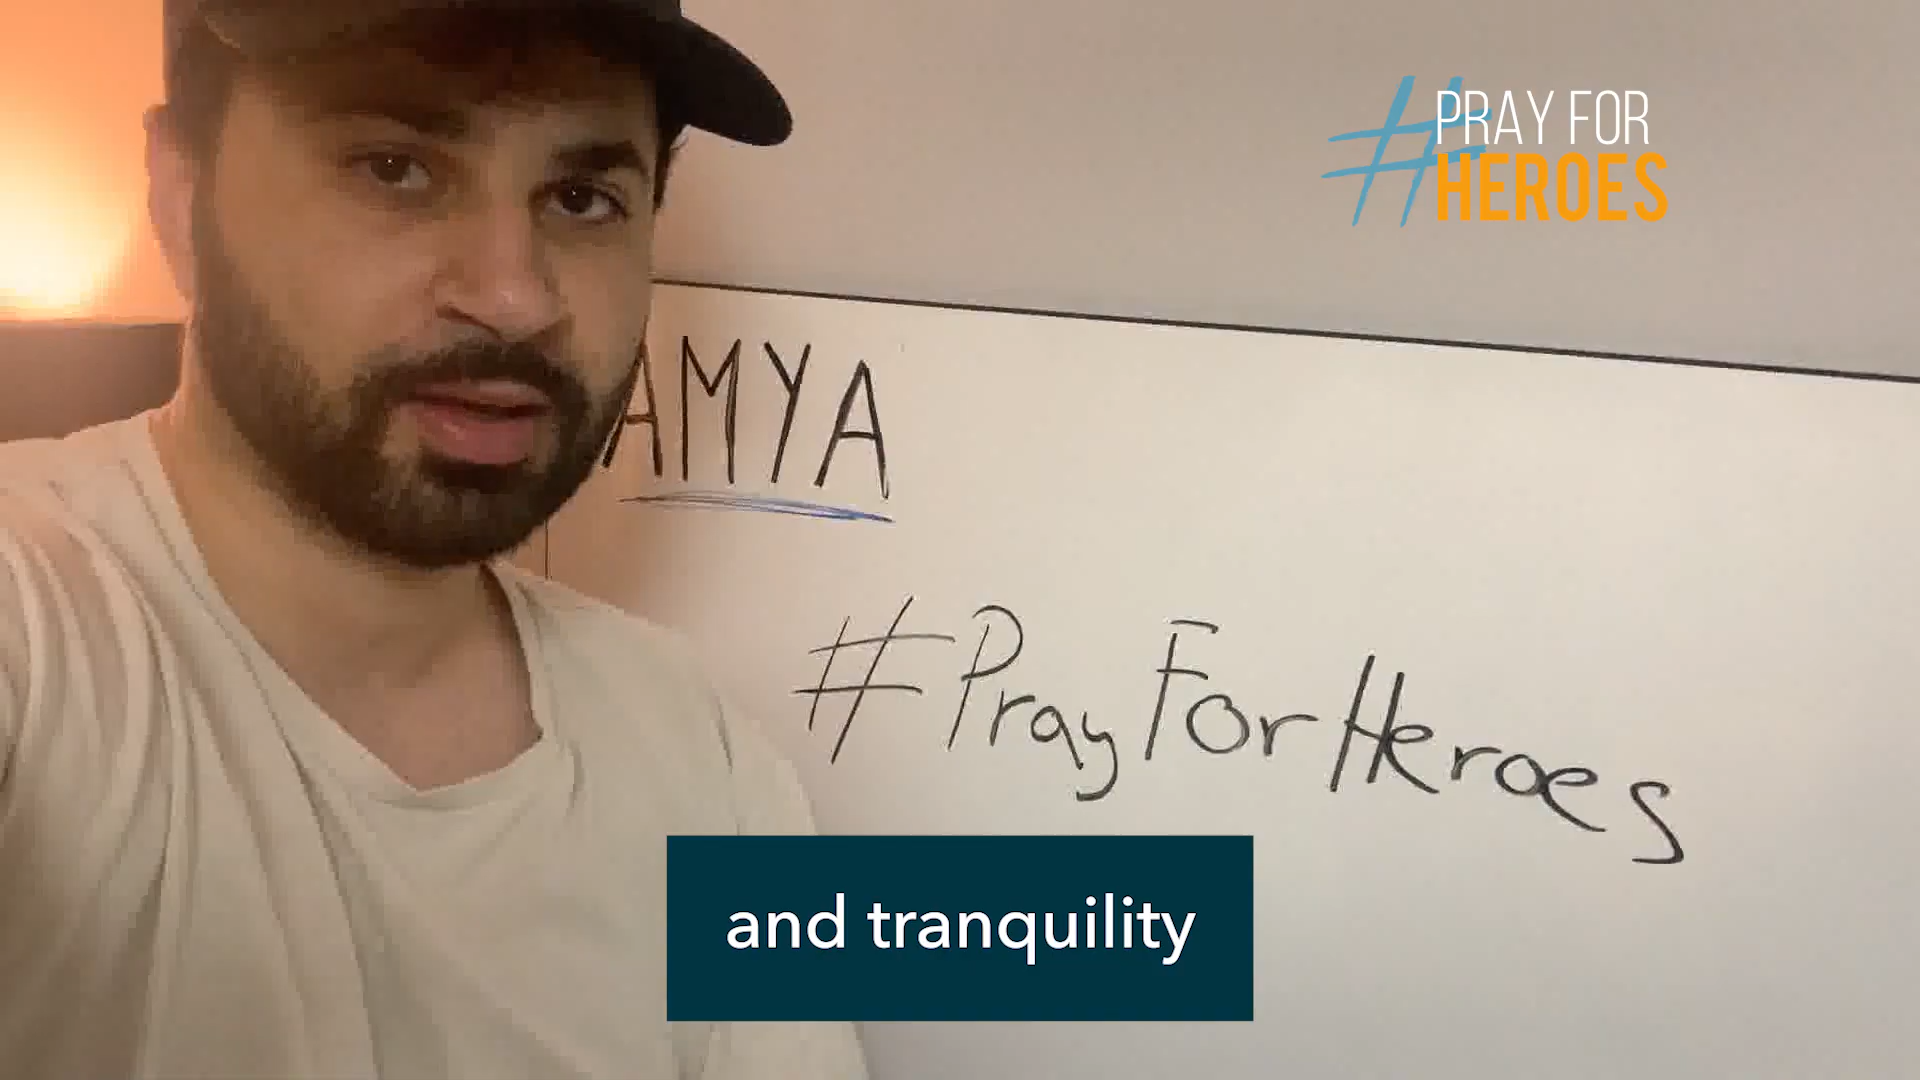 #PRAY FOR
HEROES
AMYA
#PrayForHeroes
and tranquility